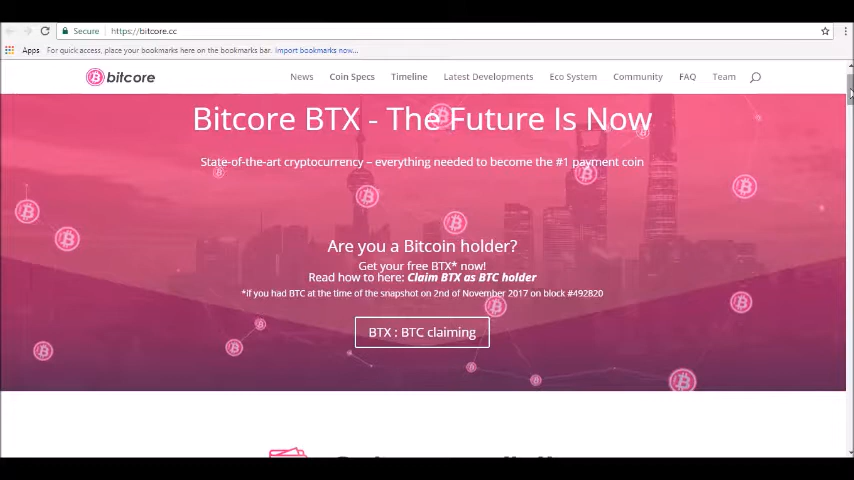 Secure https://bitcore.cc
Apps For quick access, place your bookmarks here on the bookmarks bar. Import bookmarks now...
bitcore News Coin Specs Timeline Latest Developments Eco System Community FAQ Team
Bitcore BTX - The Future Is Now
State-of-the-art cryptocurrency – everything needed to become the #1 payment coin
Are you a Bitcoin holder?
Get your free BTX* now!
Read how to here: Claim BTX as BTC holder
*if you had BTC at the time of the snapshot on 2nd of November 2017 on block #492820
BTX : BTC claiming